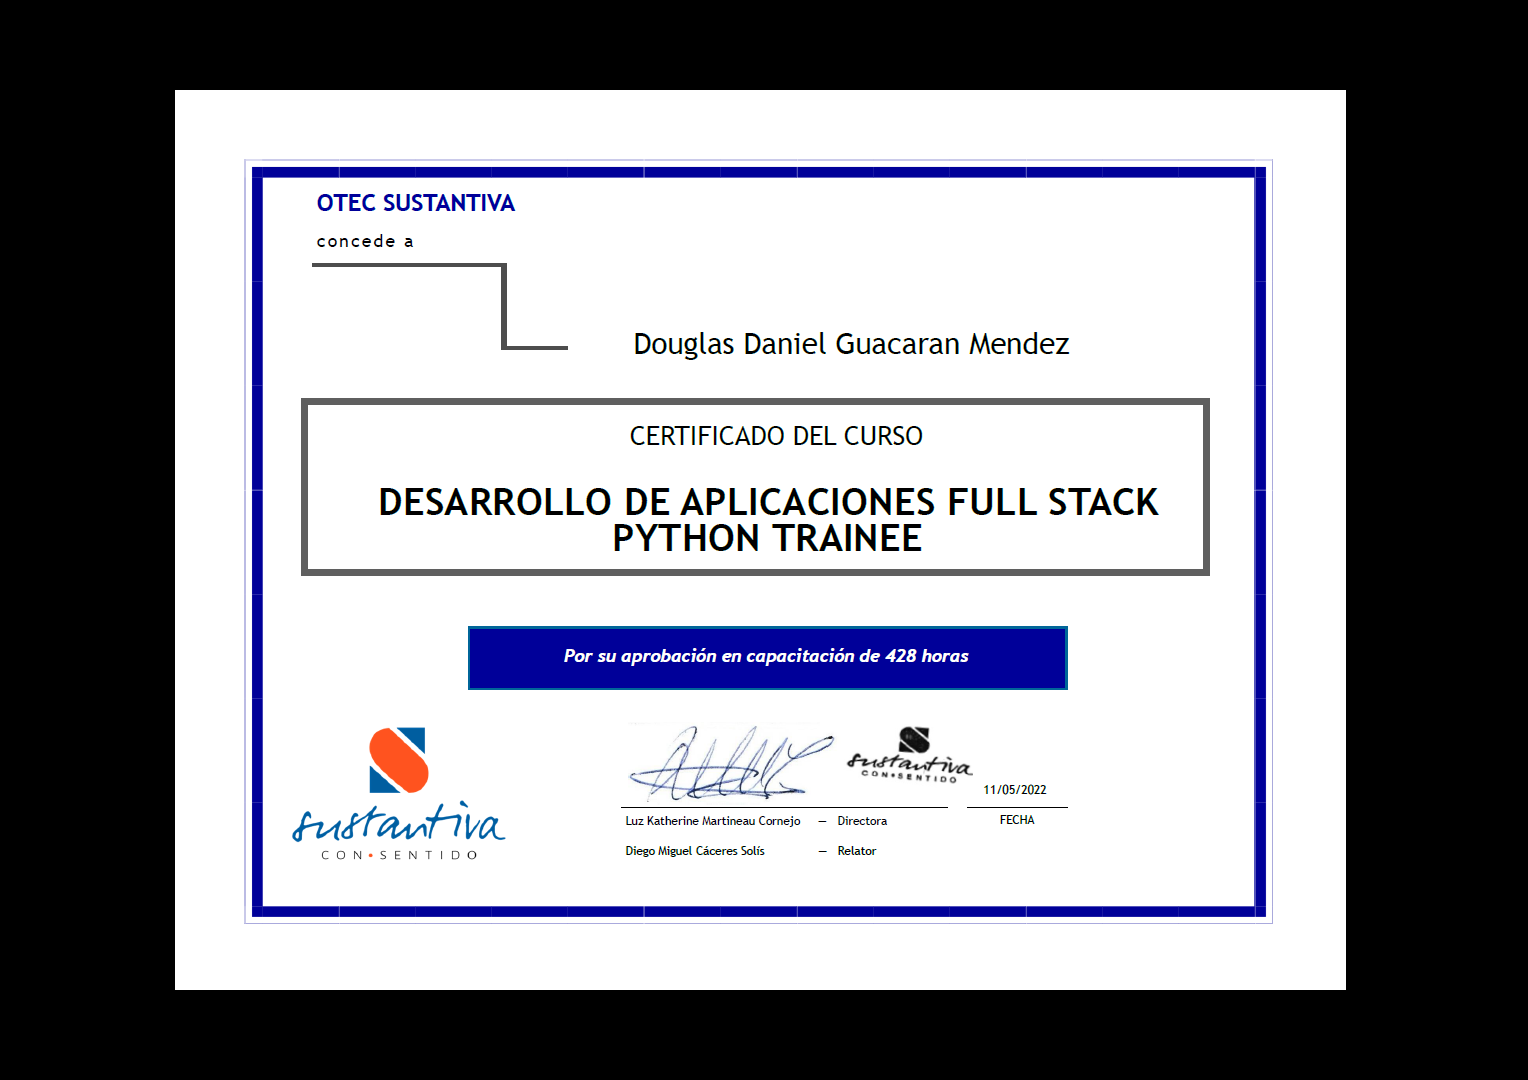 OTEC SUSTANTIVA
concede a
Douglas Daniel Guacaran Mendez
CERTIFICADO DEL CURSO
DESARROLLO DE APLICACIONES FULL STACK
PYTHON TRAINEE
Por su aprobación en capacitación de 428 horas
sustantiva
CON•SENTIDO
sustantiva
CON•SENTIDO
11/05/2022
Luz Katherine Martineau Cornejo — Directora
FECHA
Diego Miguel Cáceres Solís — Relator